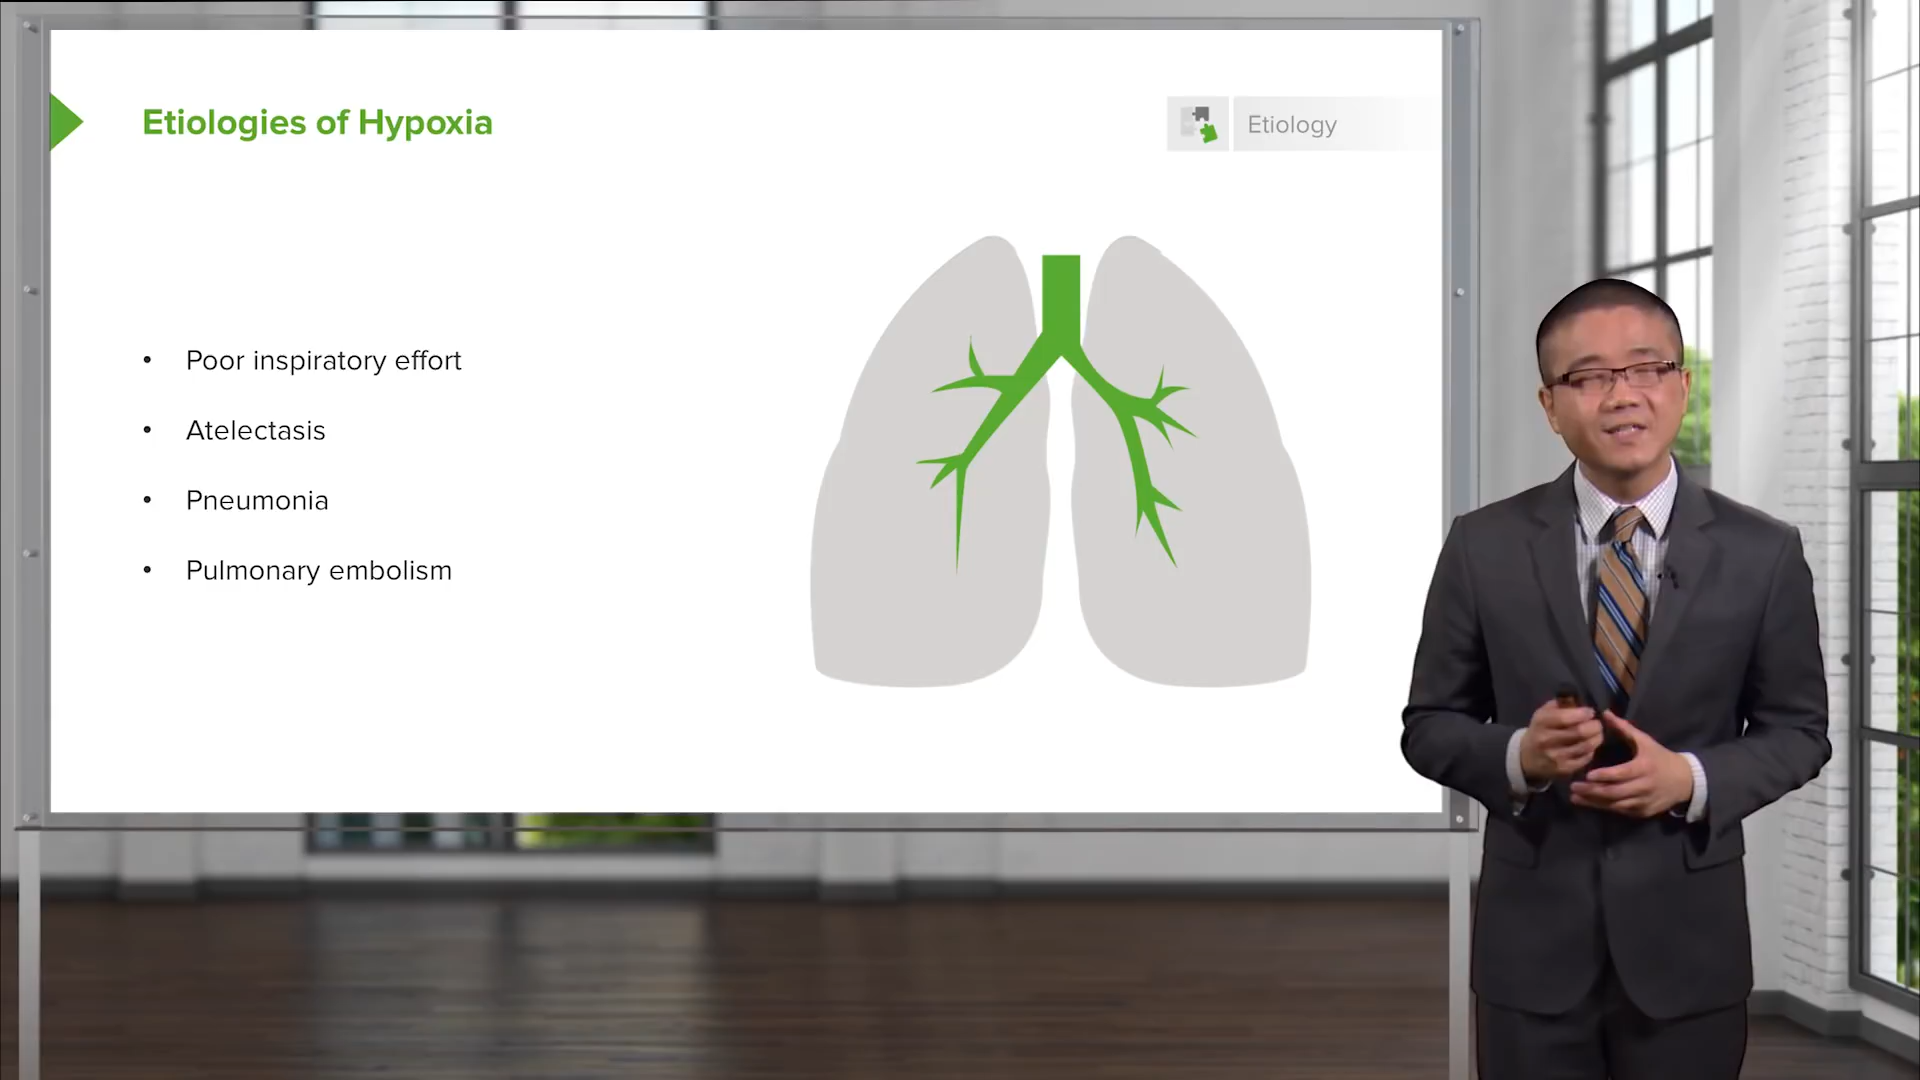 Etiologies of Hypoxia
Etiology
• Poor inspiratory effort
• Atelectasis
• Pneumonia
• Pulmonary embolism